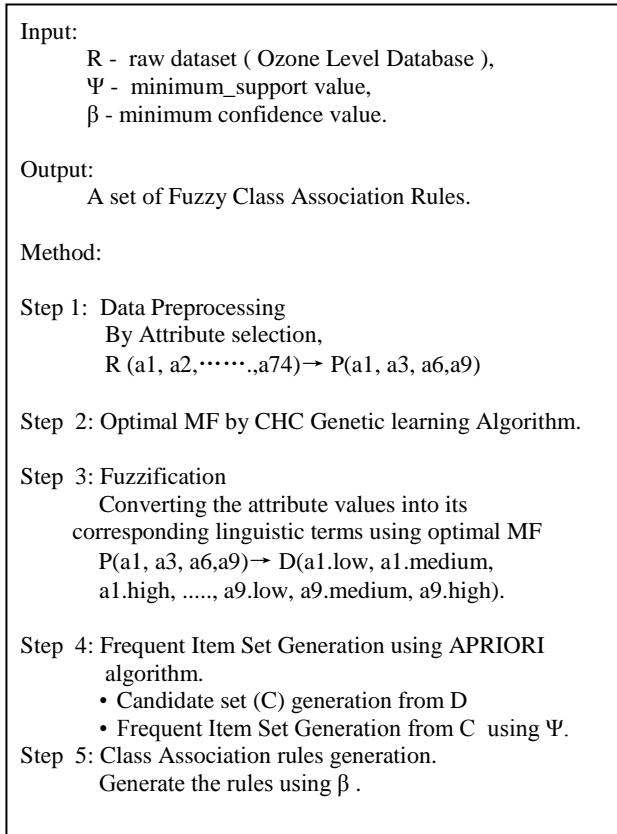 Input:
R - raw dataset ( Ozone Level Database ),
Ψ - minimum_support value,
β - minimum confidence value.
Output:
A set of Fuzzy Class Association Rules.
Method:
Step 1: Data Preprocessing
By Attribute selection,
R (a1, a2,…….,a74)→ P(a1, a3, a6,a9)
Step 2: Optimal MF by CHC Genetic learning Algorithm.
Step 3: Fuzzification
Converting the attribute values into its
corresponding linguistic terms using optimal MF
P(a1, a3, a6,a9)→ D(a1.low, a1.medium,
a1.high, ....., a9.low, a9.medium, a9.high).
Step 4: Frequent Item Set Generation using APRIORI
algorithm.
• Candidate set (C) generation from D
• Frequent Item Set Generation from C using Ψ.
Step 5: Class Association rules generation.
Generate the rules using β .